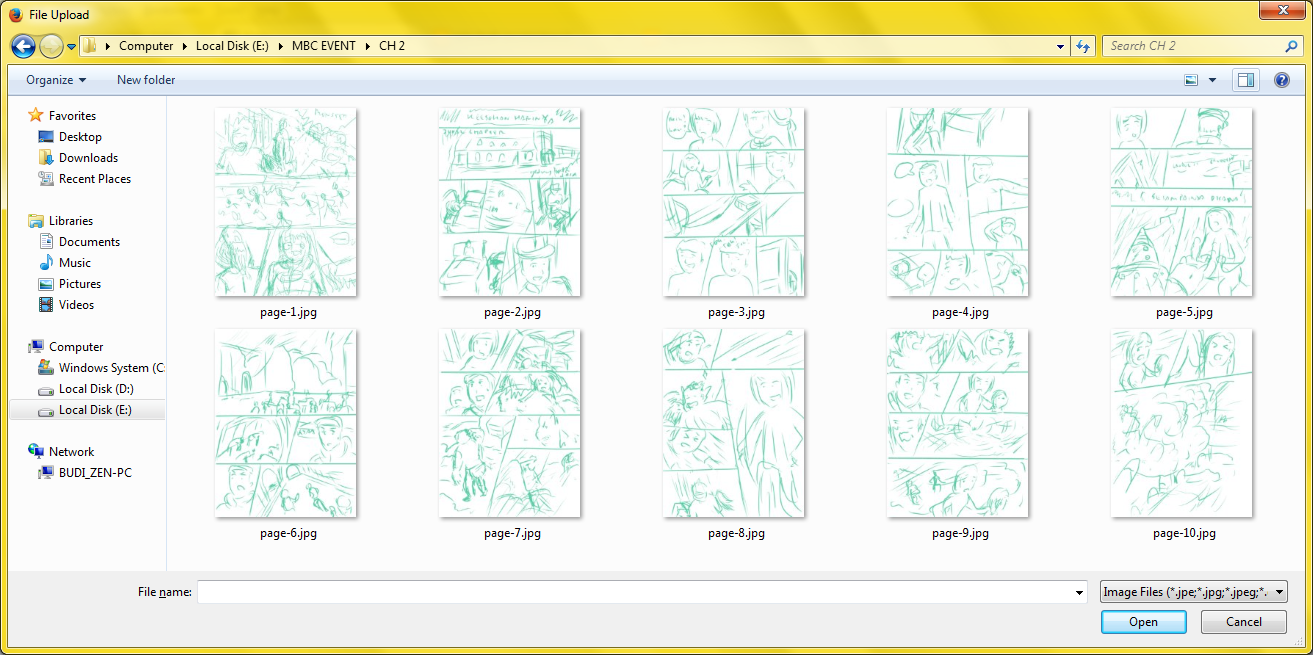 File Upload
Computer
Local Disk (E:)
MBC EVENT
CH 2
Search CH 2
Organize
New folder
Favorites
Desktop
Downloads
Recent Places
Libraries
Documents
Music
Pictures
Videos
Computer
Windows System (C:
Local Disk (D:)
Local Disk (E:)
Network
BUDI_ZEN-PC
page-1.jpg
page-2.jpg
page-3.jpg
page-4.jpg
page-5.jpg
page-6.jpg
page-7.jpg
page-8.jpg
page-9.jpg
page-10.jpg
File name:
Image Files (*.jpe;*.jpg;*.jpeg;*.
Open
Cancel